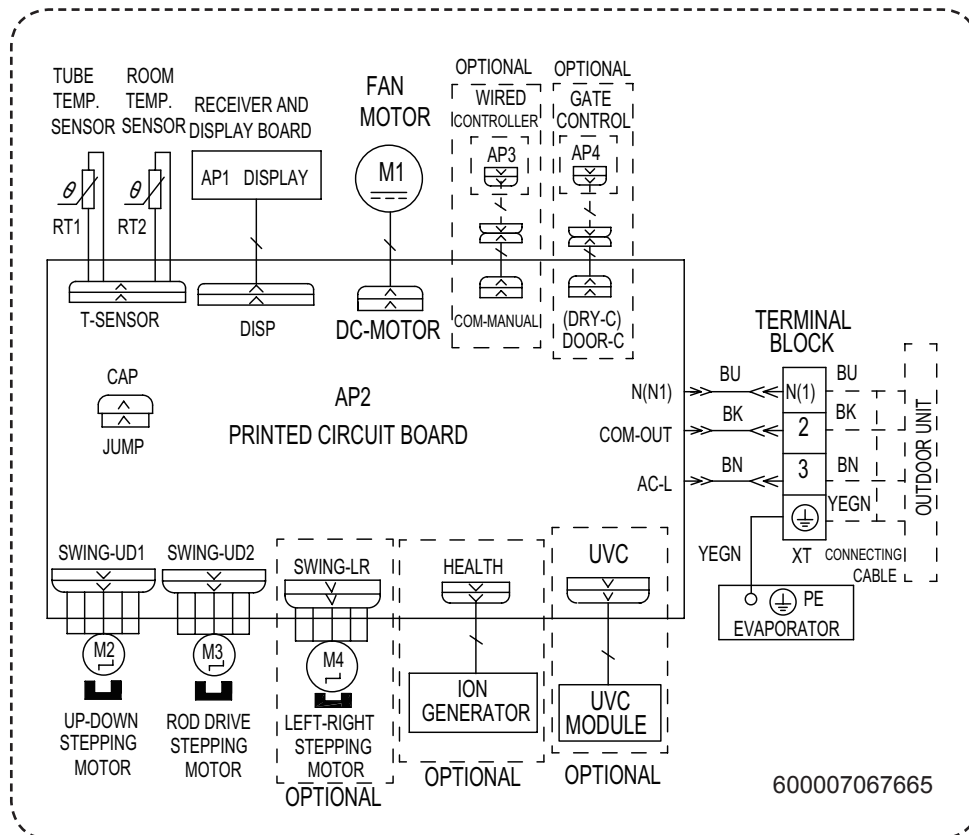 TUBE
TEMP.
SENSOR
ROOM
TEMP.
SENSOR
RECEIVER AND
DISPLAY BOARD
AP1 DISPLAY
FAN
MOTOR
M1
OPTIONAL
WIRED
CONTROLLER
AP3
OPTIONAL
GATE
CONTROL
AP4
θ
RT1
θ
RT2
T-SENSOR
DISP
DC-MOTOR
COM-MANUAL
(DRY-C)
DOOR-C
TERMINAL
BLOCK
CAP
JUMP
AP2
PRINTED CIRCUIT BOARD
N(N1)
BU
N(1)
BU
COM-OUT
BK
2
BK
AC-L
BN
3
BN
YEGN
YEGN
XT
CONNECTING
CABLE
OUTDOOR UNIT
PE
EVAPORATOR
SWING-UD1
SWING-UD2
SWING-LR
HEALTH
UVC
M2
M3
M4
UP-DOWN
STEPPING
MOTOR
ROD DRIVE
STEPPING
MOTOR
LEFT-RIGHT
STEPPING
MOTOR
OPTIONAL
ION
GENERATOR
OPTIONAL
UVC
MODULE
OPTIONAL
600007067665